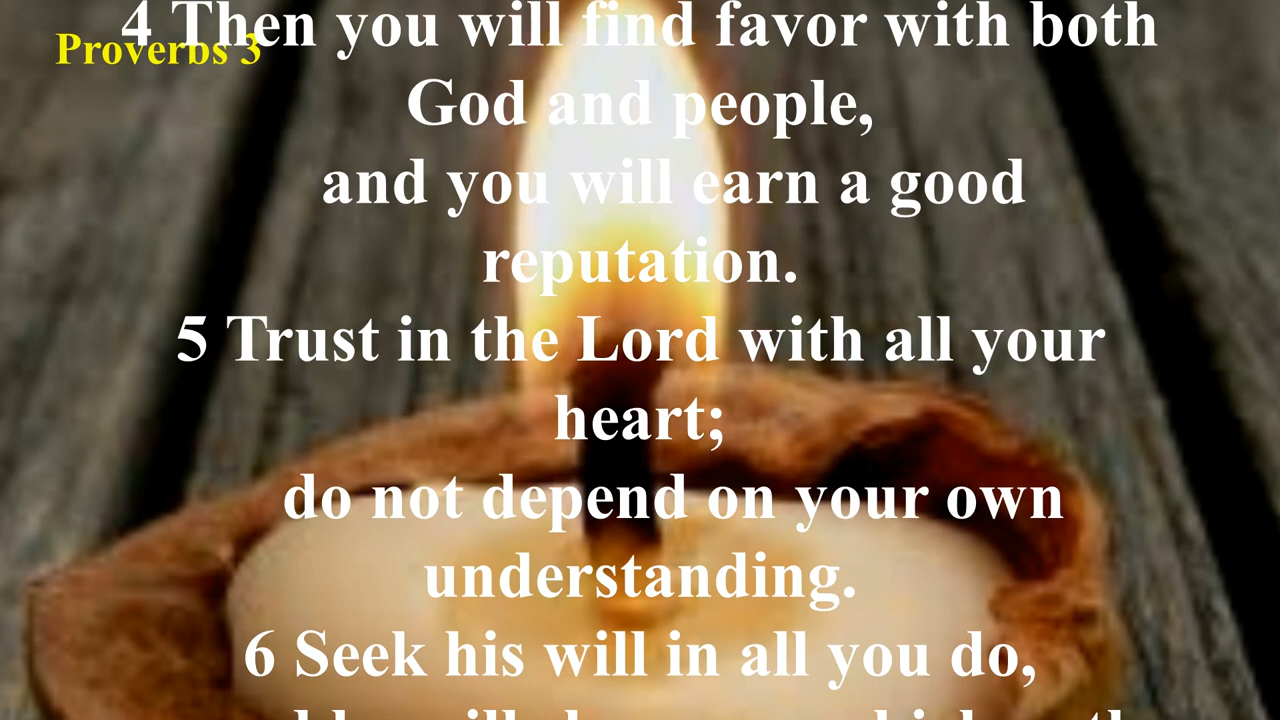 Proverbs 3
4 Then you will find favor with both
God and people,
and you will earn a good
reputation.
5 Trust in the Lord with all your
heart;
do not depend on your own
understanding.
6 Seek his will in all you do,